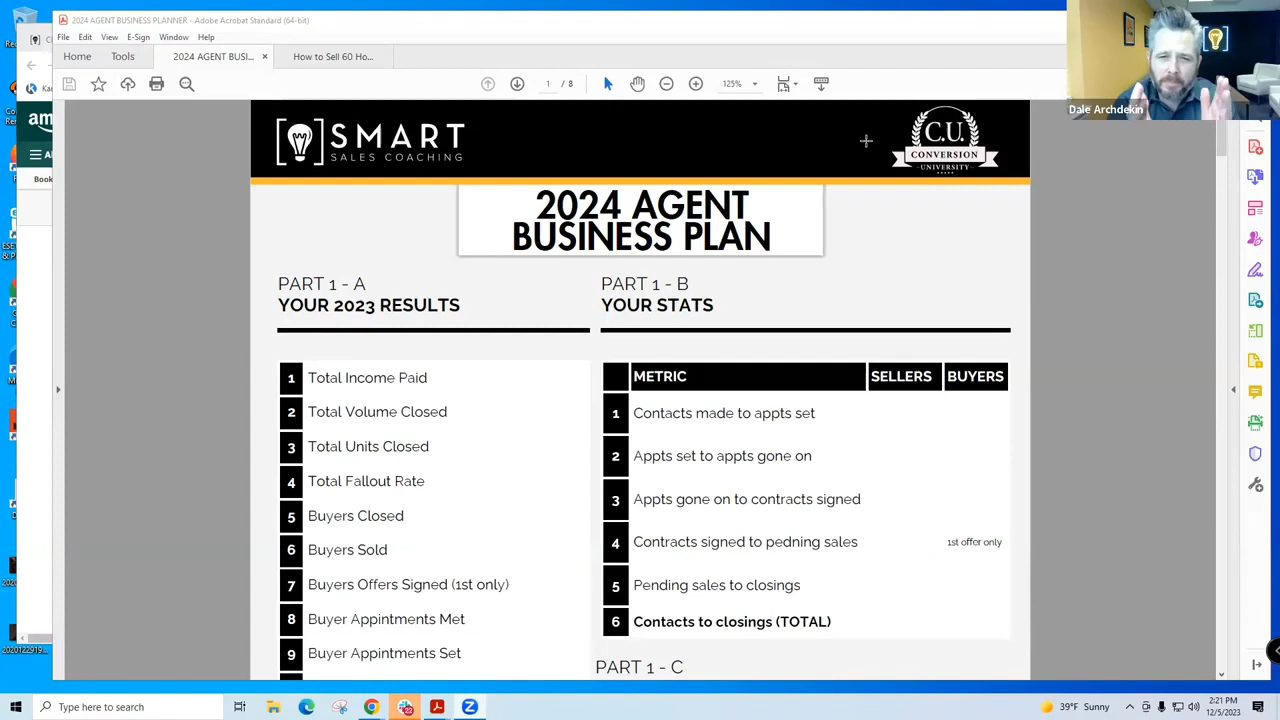 2024 AGENT BUSINESS PLANNER - Adobe Acrobat Standard (64-bit)
File Edit View E-Sign Window Help
Home Tools 2024 AGENT BUSI... × How to Sell 60 Ho...
1 / 8 125%
Dale Archdekin
am
Book
SMART
SALES COACHING
C.U.
CONVERSION
UNIVERSITY
2024 AGENT
BUSINESS PLAN
PART 1 - A
YOUR 2023 RESULTS
1 Total Income Paid
2 Total Volume Closed
3 Total Units Closed
4 Total Fallout Rate
5 Buyers Closed
6 Buyers Sold
7 Buyers Offers Signed (1st only)
8 Buyer Appintments Met
9 Buyer Appintments Set
PART 1 - B
YOUR STATS
METRIC SELLERS BUYERS
1 Contacts made to appts set
2 Appts set to appts gone on
3 Appts gone on to contracts signed
4 Contracts signed to pedning sales 1st offer only
5 Pending sales to closings
6 Contacts to closings (TOTAL)
PART 1 - C
Type here to search
39°F Sunny
2:21 PM
12/5/2023